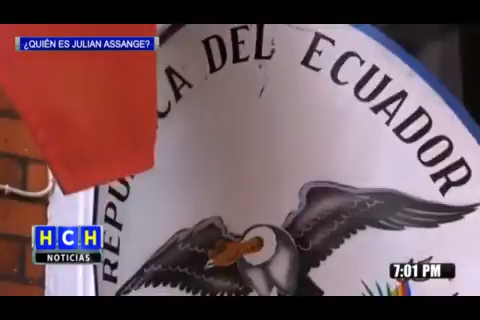 ¿QUIÉN ES JULIAN ASSANGE?
REPÚBLICA DEL ECUADOR
HCH
NOTICIAS
7:01 PM